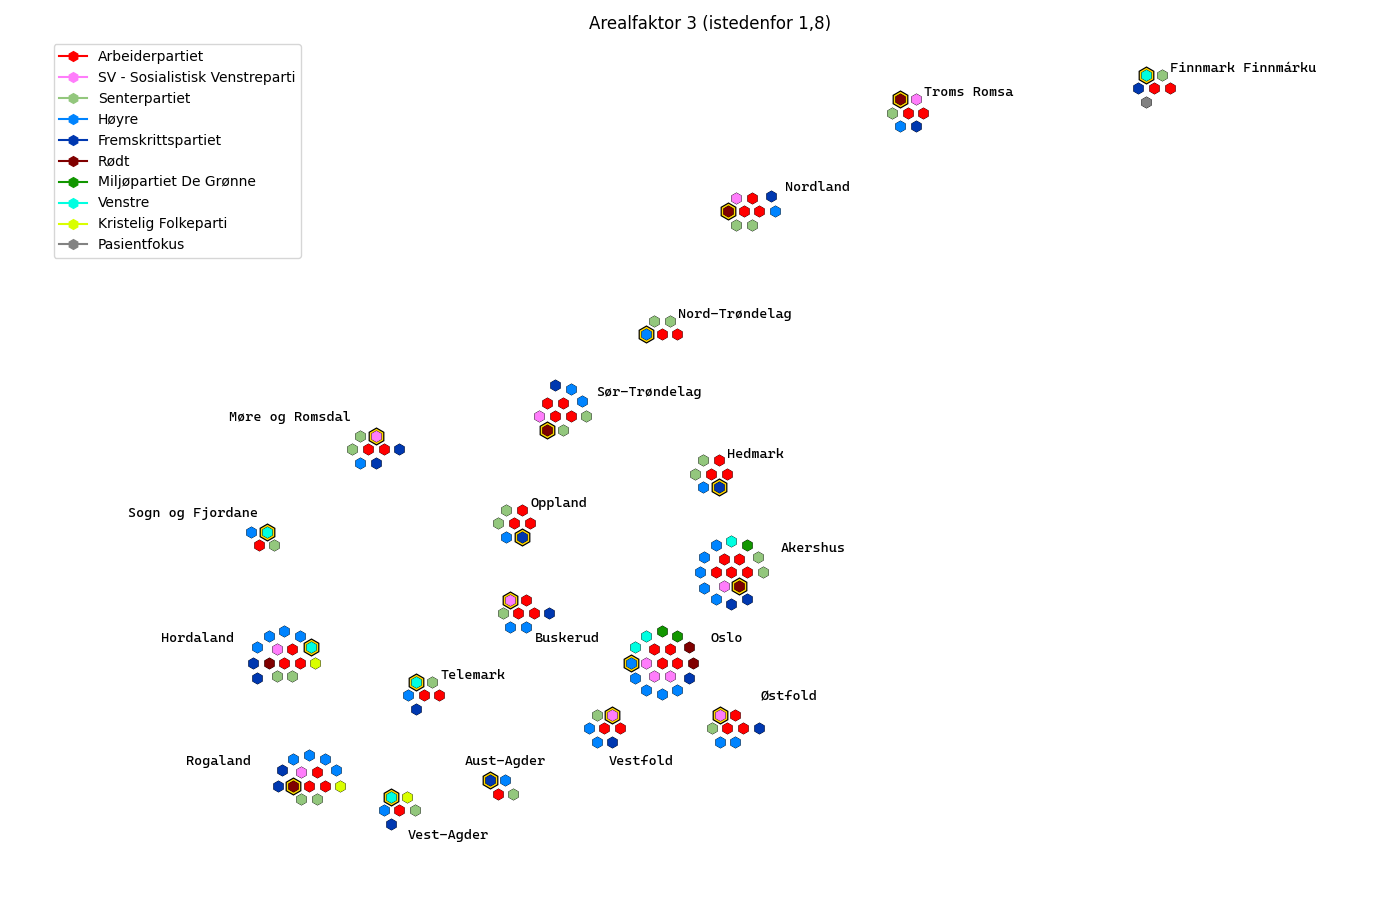 Arealfaktor 3 (istedenfor 1,8)
Arbeiderpartiet
SV - Sosialistisk Venstreparti
Senterpartiet
Høyre
Fremskrittspartiet
Rødt
Miljøpartiet De Grønne
Venstre
Kristelig Folkeparti
Pasientfokus
Finnmark Finnmárku
Troms Romsa
Nordland
Nord-Trøndelag
Sør-Trøndelag
Møre og Romsdal
Hedmark
Oppland
Sogn og Fjordane
Akershus
Buskerud
Hordaland
Oslo
Telemark
Østfold
Rogaland
Aust-Agder
Vestfold
Vest-Agder